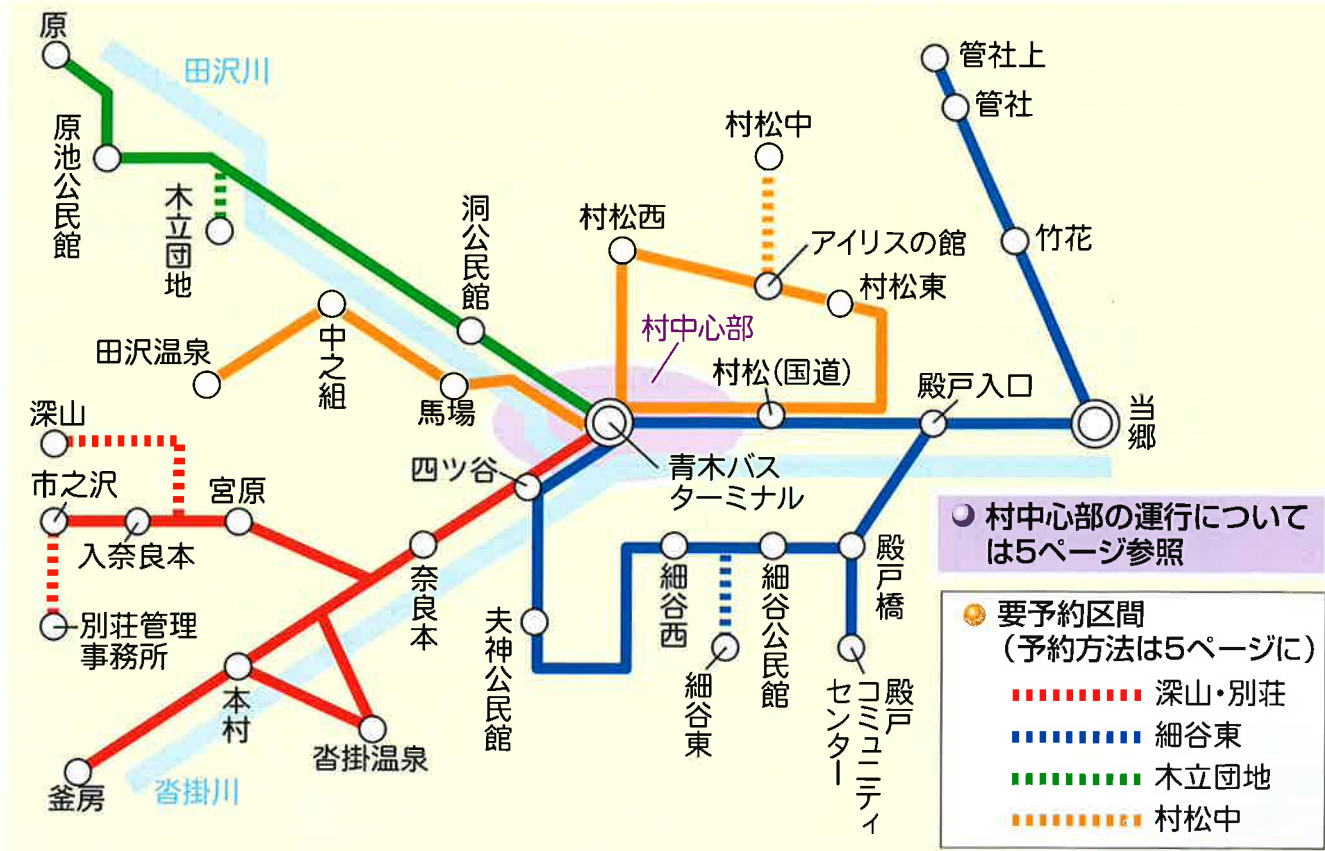 原
田沢川
原池公民館
木立団地
洞公民館
村松西
村松中
アイリスの館
村松東
管社上
管社
竹花
田沢温泉
中之組
馬場
村中心部
村松(国道)
殿戸入口
当郷
深山
市之沢
入奈良本
宮原
別荘管理
事務所
四ツ谷
奈良本
青木バス
ターミナル
夫神公民館
細谷西
細谷東
細谷公民館
殿戸橋
殿戸
コミュニティ
センター
本村
沓掛温泉
釜房
沓掛川
村中心部の運行について
は5ページ参照
要予約区間
(予約方法は5ページに)
深山・別荘
細谷東
木立団地
村松中